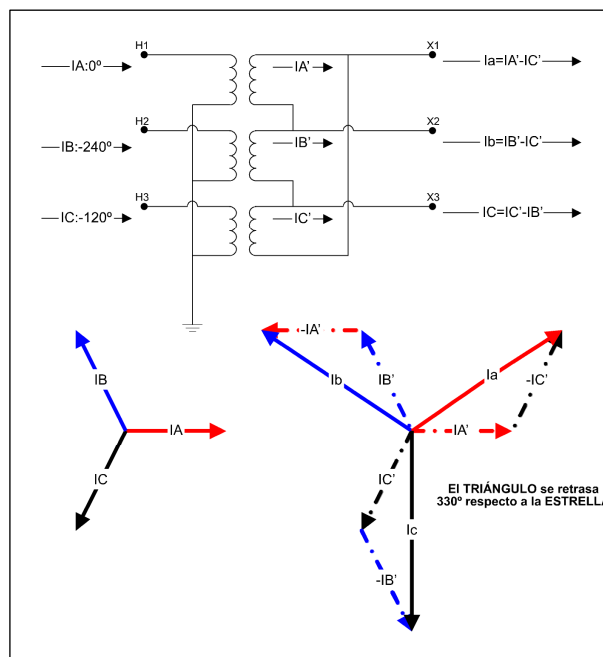 H1
X1
IA:0º
IA'
Ia=IA'-IC'
H2
X2
IB:-240º
IB'
Ib=IB'-IC'
H3
X3
IC:-120º
IC'
IC=IC'-IB'
-IA'
IB
Ib
IB'
Ia
-IC'
IA
IA'
IC
IC'
El TRIÁNGULO se retrasa
330º respecto a la ESTRELLA
Ic
-IB'